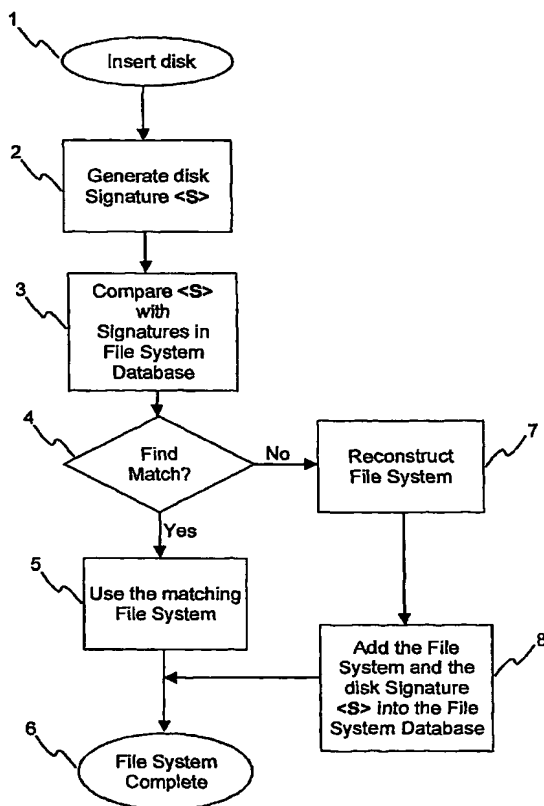 1
Insert disk
2
Generate disk
Signature <S>
3
Compare <S>
with
Signatures in
File System
Database
4
Find
Match?
No
Yes
7
Reconstruct
File System
5
Use the matching
File System
8
Add the File
System and the
disk Signature
<S> into the File
System Database
6
File System
Complete